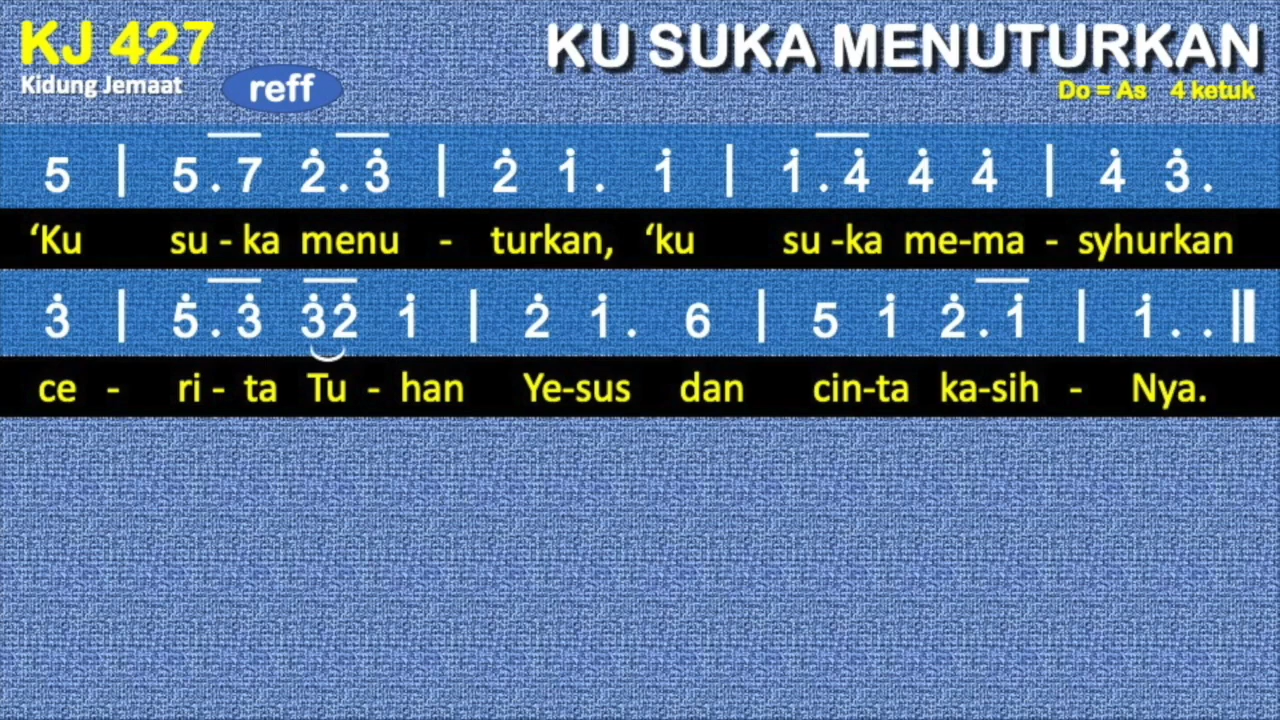 KJ 427
KU SUKA MENUTURKAN
Kidung Jemaat
reff
Do = As 4 ketuk
5 | 5 . 7 2̇ . 3̇ | 2̇ 1̇ . 1̇ | 1̇ . 4̇ 4̇ 4̇ | 4̇ 3̇ .
‘Ku su - ka menu - turkan, ‘ku su -ka me-ma - syhurkan
3̇ | 5̇ . 3̇ 3̇2̇ 1̇ | 2̇ 1̇ . 6 | 5 1̇ 2̇ . 1̇ | 1̇ . . ||
ce - ri - ta Tu - han Ye-sus dan cin-ta ka-sih - Nya.